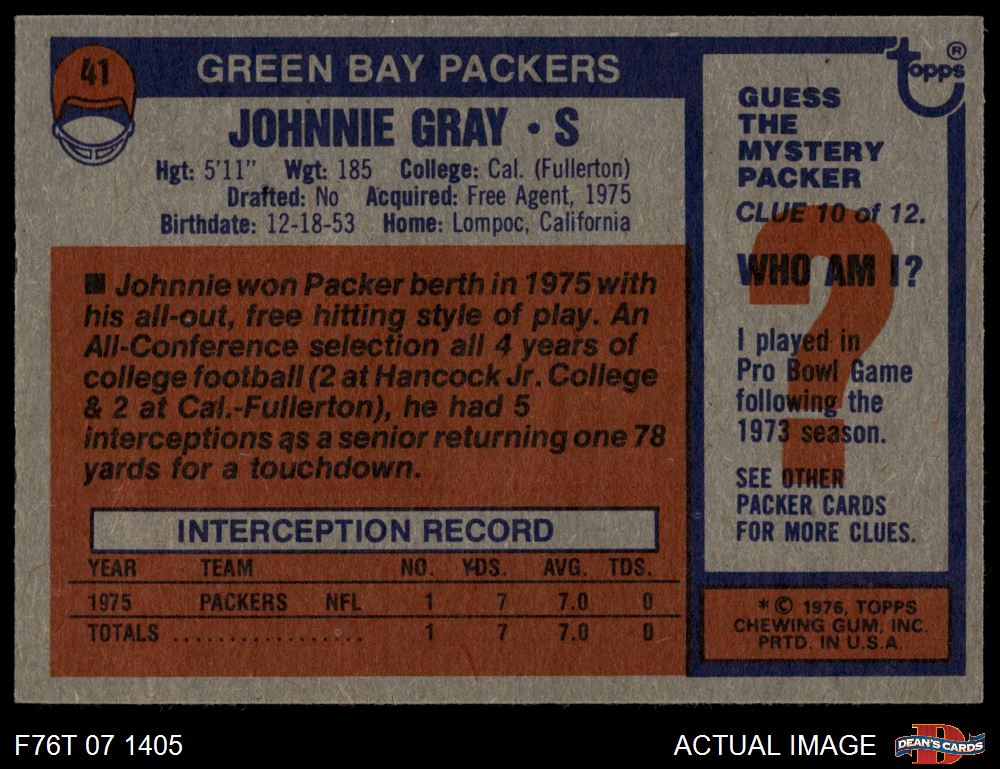 41
GREEN BAY PACKERS
JOHNNIE GRAY · S
Hgt: 5'11" Wgt: 185 College: Cal. (Fullerton)
Drafted: No Acquired: Free Agent, 1975
Birthdate: 12-18-53 Home: Lompoc, California
■ Johnnie won Packer berth in 1975 with
his all-out, free hitting style of play. An
All-Conference selection all 4 years of
college football (2 at Hancock Jr. College
& 2 at Cal.-Fullerton), he had 5
interceptions as a senior returning one 78
yards for a touchdown.
INTERCEPTION RECORD
YEAR TEAM NO. YDS. AVG. TDS.
1975 PACKERS NFL 1 7 7.0 0
TOTALS .................. 1 7 7.0 0
topps ®
GUESS
THE
MYSTERY
PACKER
CLUE 10 of 12.
?
WHO AM I?
I played in
Pro Bowl Game
following the
1973 season.
SEE OTHER
PACKER CARDS
FOR MORE CLUES.
* © 1976, TOPPS
CHEWING GUM, INC.
PRTD. IN U.S.A.
F76T 07 1405
ACTUAL IMAGE
D
DEAN'S CARDS